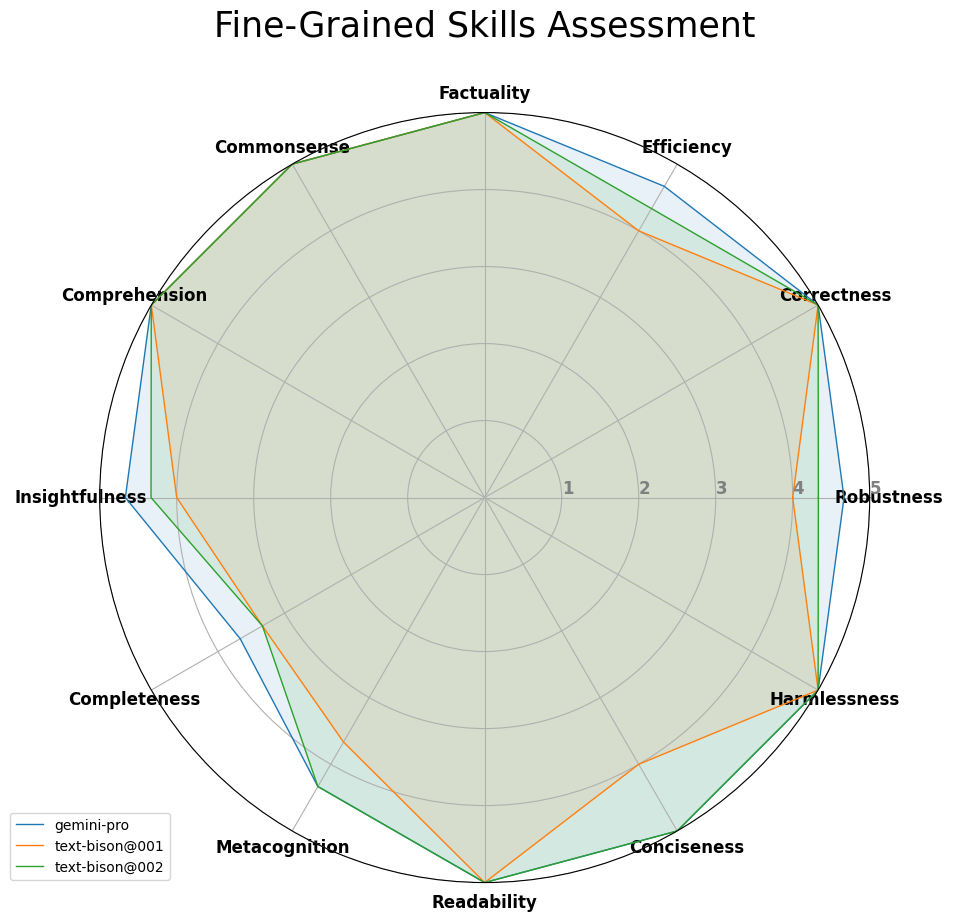 Fine-Grained Skills Assessment
Factuality
Commonsense
Efficiency
Comprehension
Correctness
1
2
3
4
5
Insightfulness
Robustness
Completeness
Harmlessness
gemini-pro
text-bison@001
text-bison@002
Metacognition
Conciseness
Readability